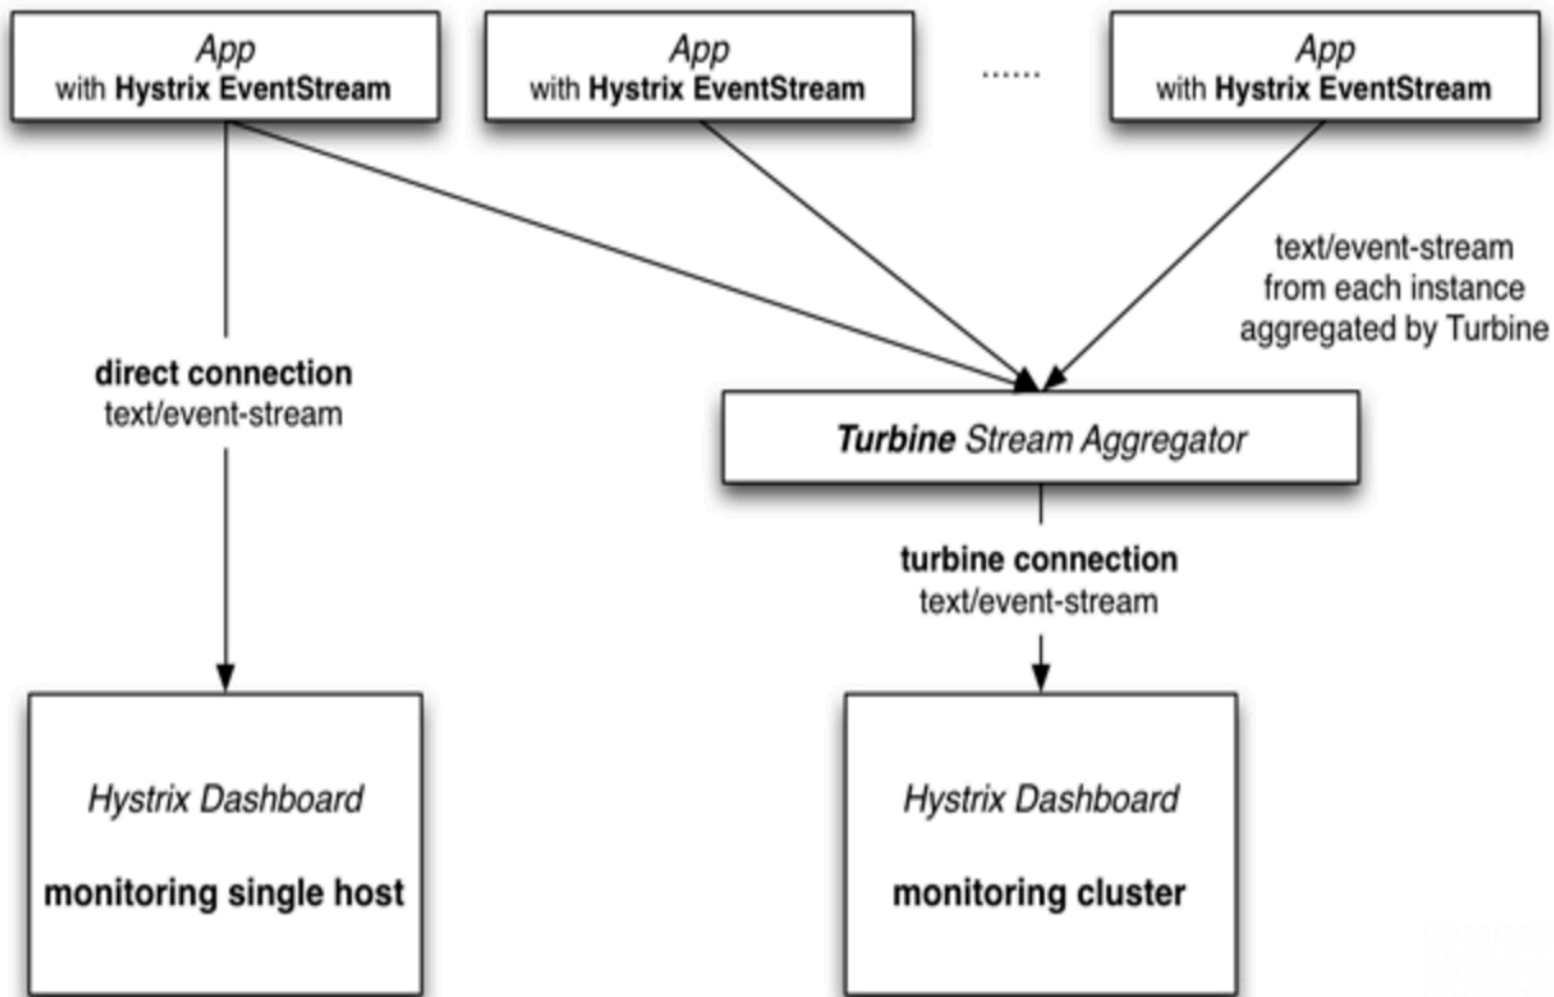 App
with Hystrix EventStream
App
with Hystrix EventStream
......
App
with Hystrix EventStream
text/event-stream
from each instance
aggregated by Turbine
direct connection
text/event-stream
Turbine Stream Aggregator
turbine connection
text/event-stream
Hystrix Dashboard
monitoring single host
Hystrix Dashboard
monitoring cluster